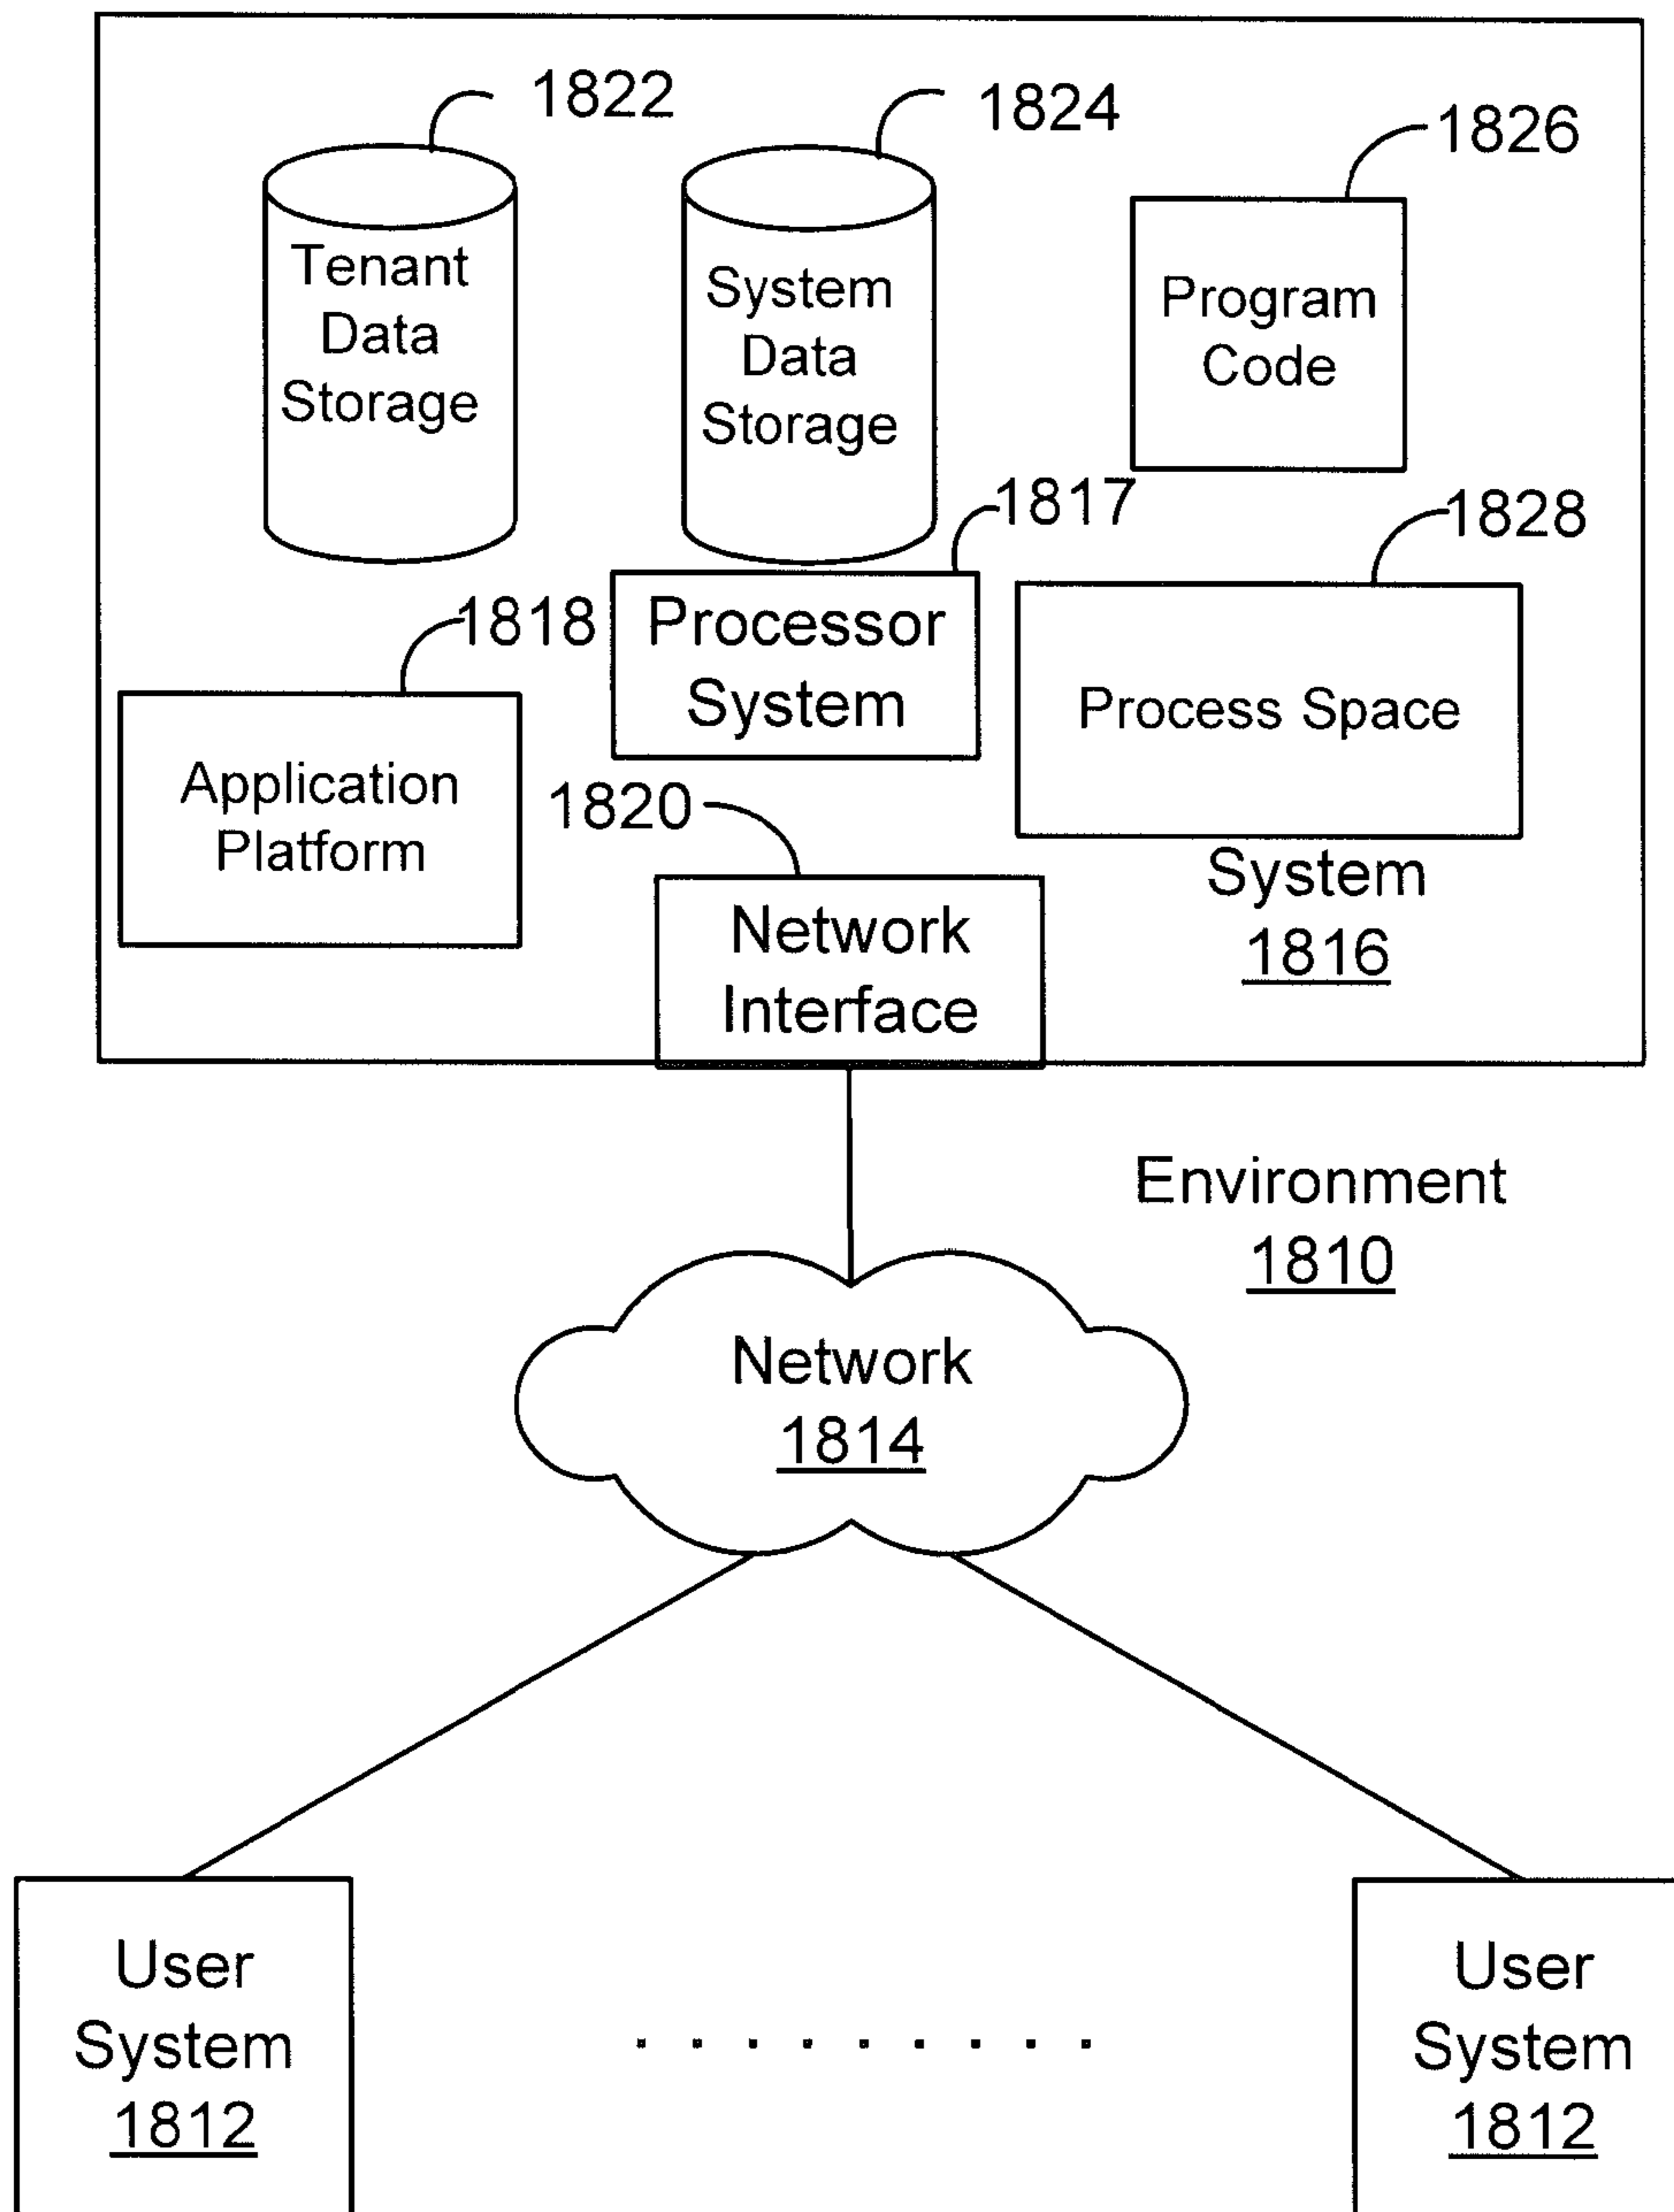 1822
1824
1826
Tenant
Data
Storage
System
Data
Storage
Program
Code
1817
1828
1818
Processor
System
Process Space
Application
Platform
1820
System
1816
Network
Interface
Environment
1810
Network
1814
User
System
1812
User
System
1812